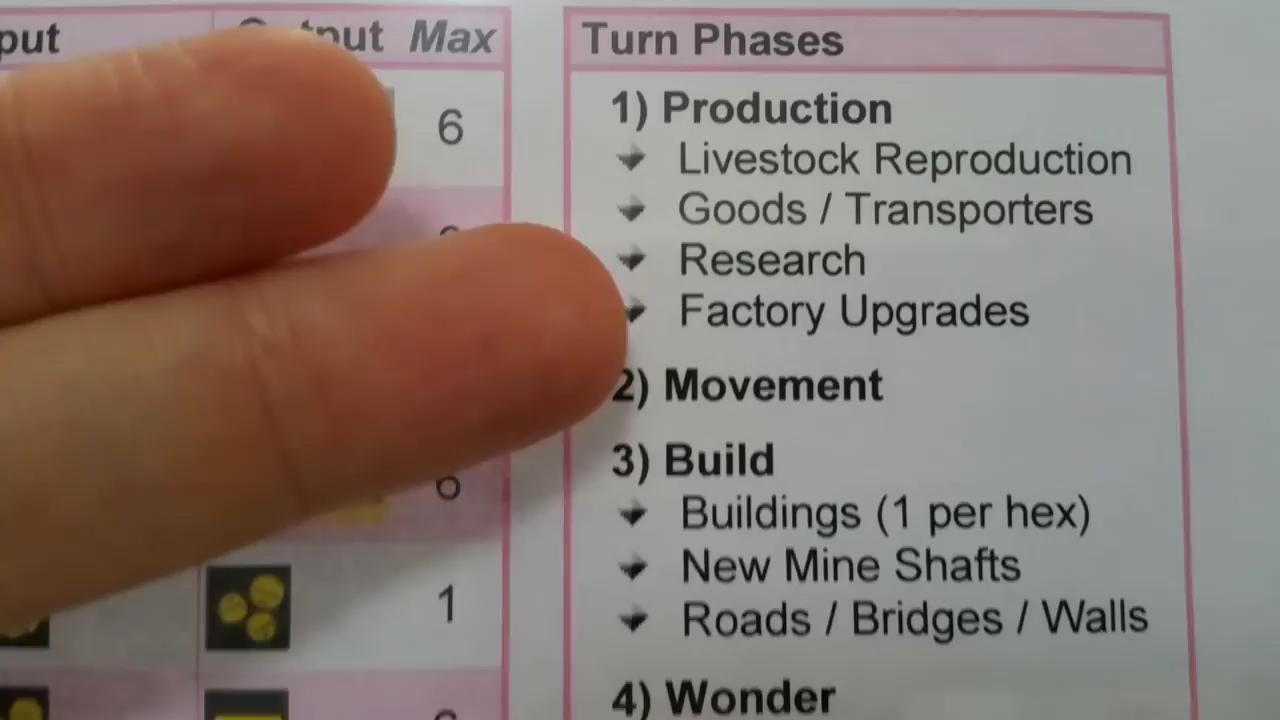 Max
6
6
1
Turn Phases
1) Production
Livestock Reproduction
Goods / Transporters
Research
Factory Upgrades
2) Movement
3) Build
Buildings (1 per hex)
New Mine Shafts
Roads / Bridges / Walls
4) Wonder